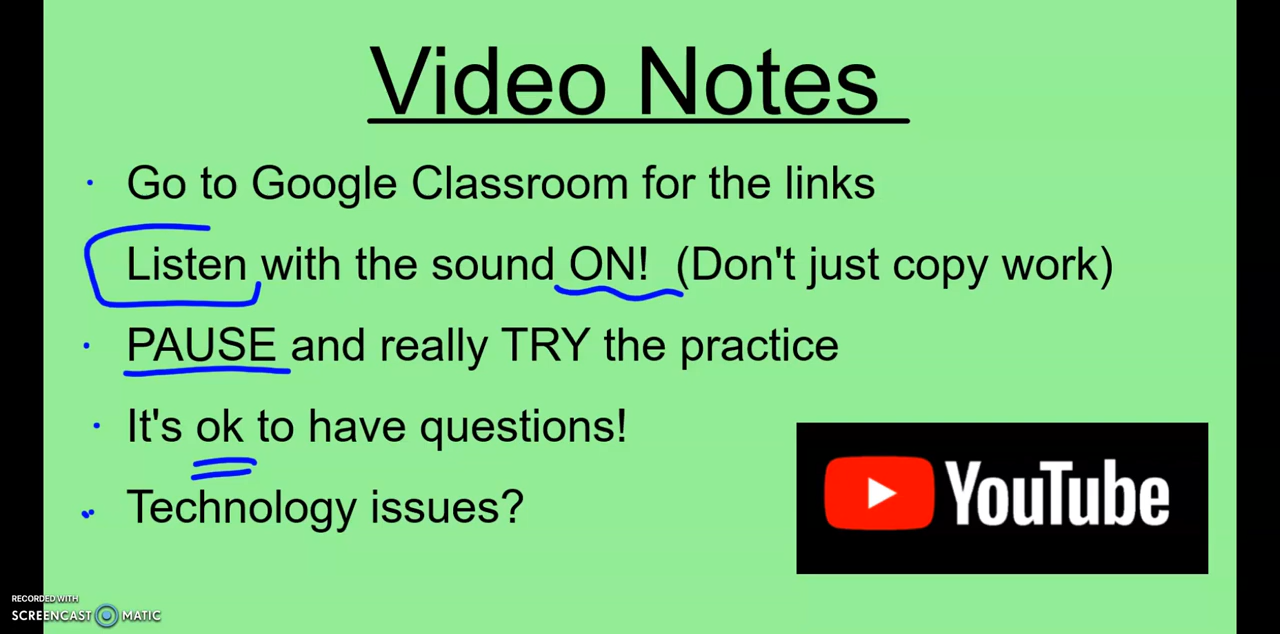 Video Notes
Go to Google Classroom for the links
Listen with the sound ON! (Don't just copy work)
PAUSE and really TRY the practice
It's ok to have questions!
Technology issues?
YouTube
RECORDED WITH
SCREENCAST MATIC